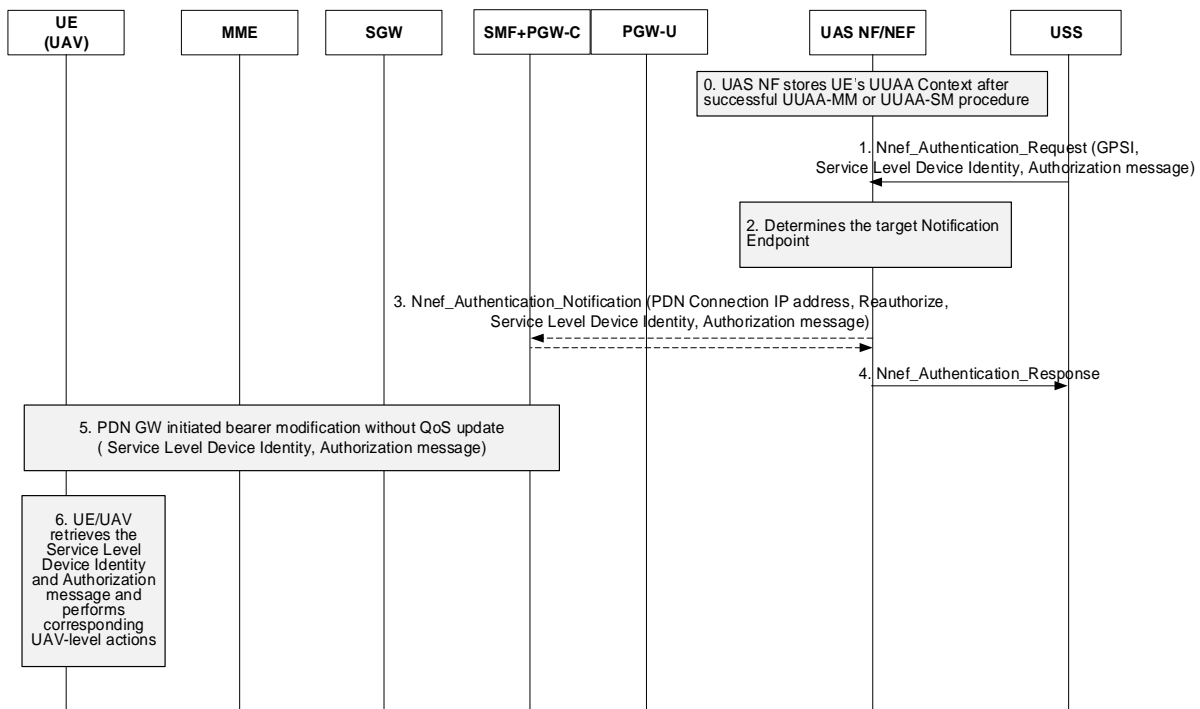 UE
(UAV)
MME
SGW
SMF+PGW-C
PGW-U
UAS NF/NEF
USS
0. UAS NF stores UE's UUAA Context after
successful UUAA-MM or UUAA-SM procedure
1. Nnef_Authentication_Request (GPSI,
Service Level Device Identity, Authorization message)
2. Determines the target Notification
Endpoint
3. Nnef_Authentication_Notification (PDN Connection IP address, Reauthorize,
Service Level Device Identity, Authorization message)
4. Nnef_Authentication_Response
5. PDN GW initiated bearer modification without QoS update
( Service Level Device Identity, Authorization message)
6. UE/UAV
retrieves the
Service Level
Device Identity
and Authorization
message and
performs
corresponding
UAV-level actions